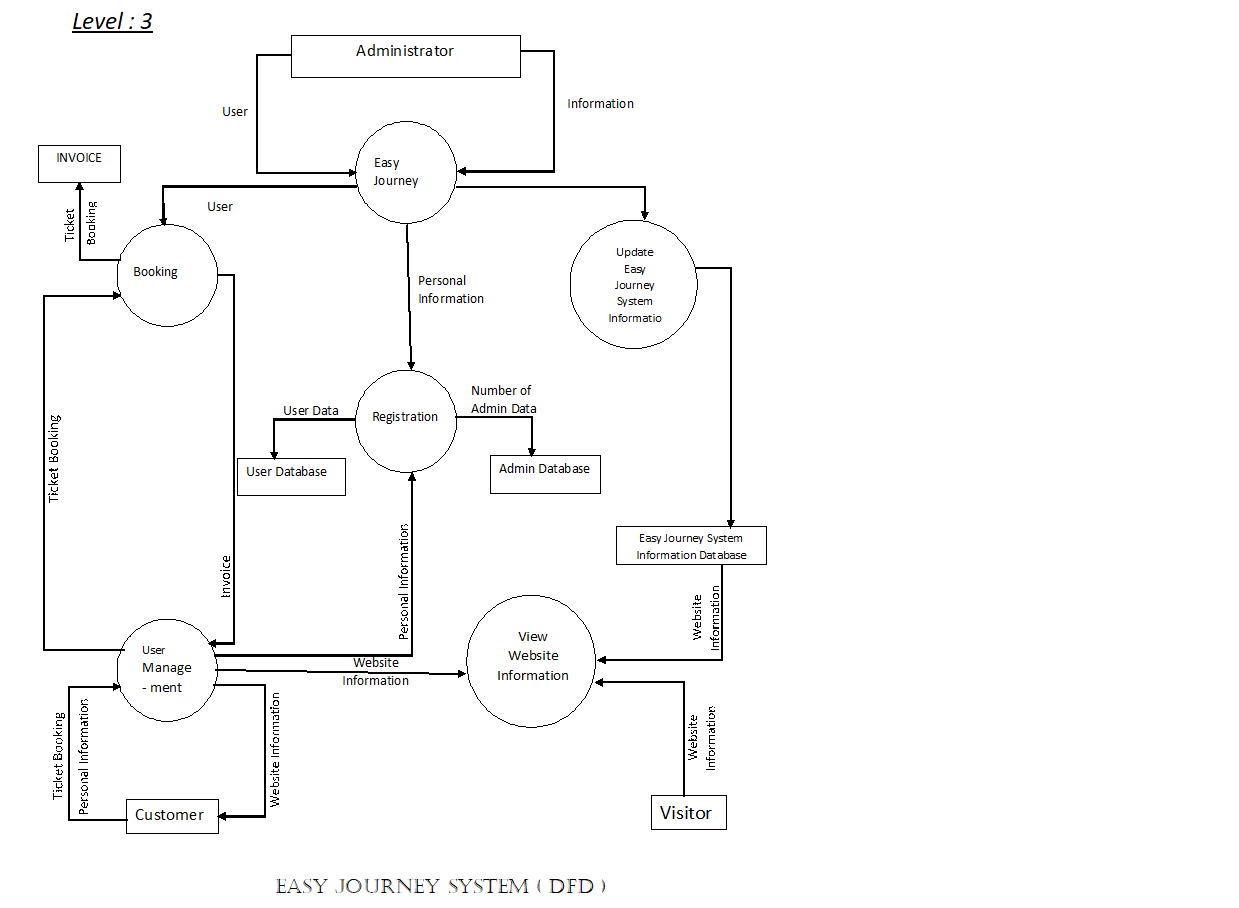 Level : 3
Administrator
User
Information
INVOICE
Easy
Journey
Ticket
Booking
User
Booking
Update
Easy
Journey
System
Informatio
Personal
Information
Number of
Admin Data
User Data
Registration
User Database
Admin Database
Ticket Booking
Easy Journey System
Information Database
Invoice
Personal Information
Website
Information
User
Manage
- ment
Website
Information
View
Website
Information
Ticket Booking
Personal Information
Website Information
Website
Information
Customer
Visitor
EASY JOURNEY SYSTEM ( DFD )